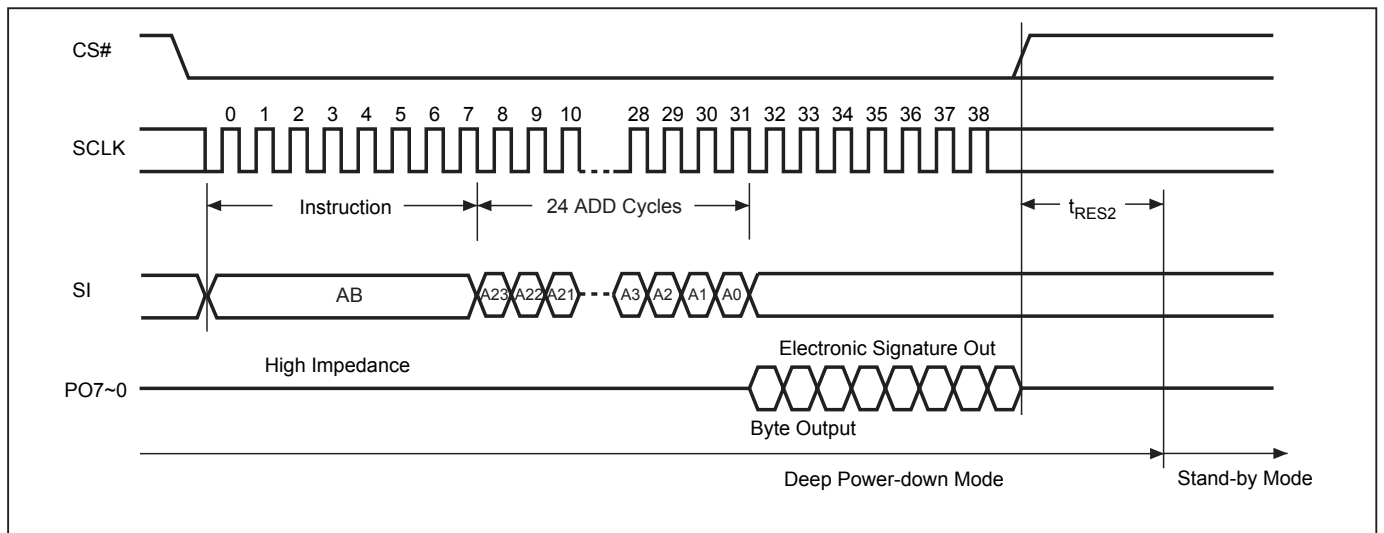 CS#
0 1 2 3 4 5 6 7 8 9 10 28 29 30 31 32 33 34 35 36 37 38
SCLK
Instruction 24 ADD Cycles tRES2
SI AB A23 A22 A21 A3 A2 A1 A0
Electronic Signature Out
High Impedance
PO7~0
Byte Output
Deep Power-down Mode Stand-by Mode